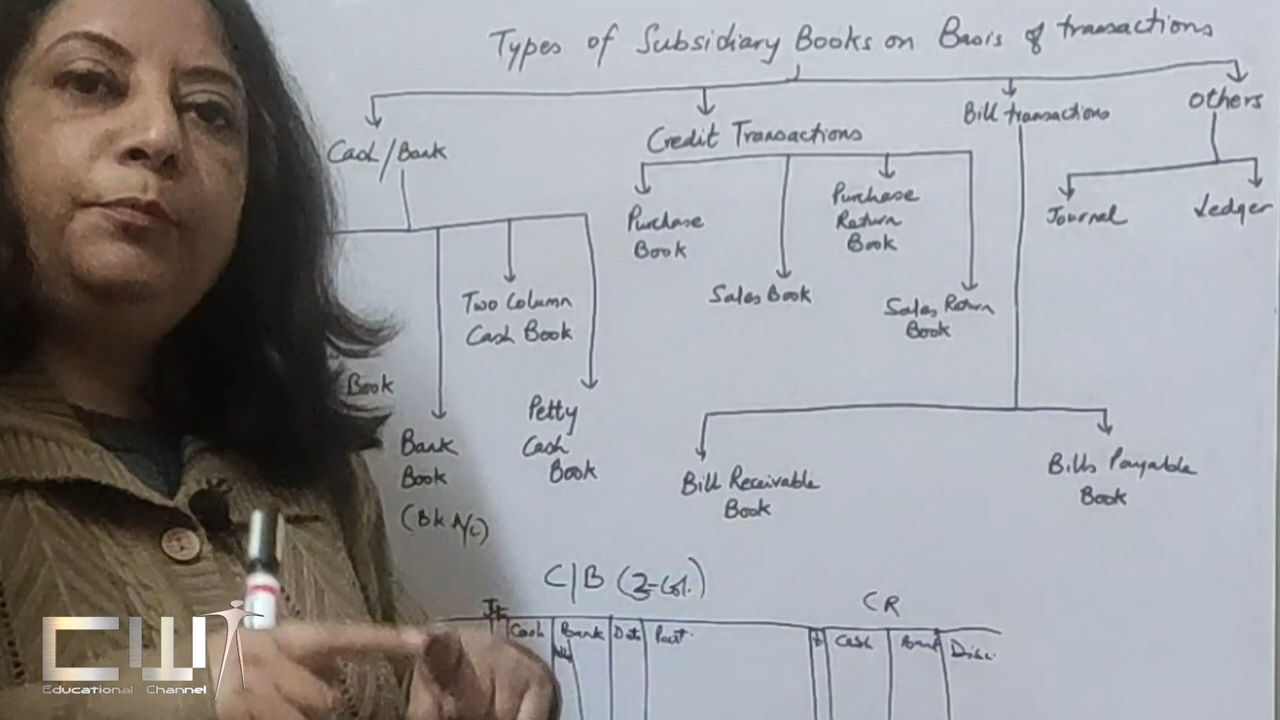 Types of Subsidiary Books on Basis of transactions
Cash/Bank
Credit Transactions
Bill transactions
Others
Book
Bank
Book
(Bk A/c)
Two Column
Cash Book
Petty
Cash
Book
Purchase
Book
Sales Book
Purchase
Return
Book
Sales Return
Book
Bill Receivable
Book
Bills Payable
Book
Journal
Ledger
C/B (3-Col.)
CR
Cash Bank Date Part. Cash Bank Disc.
CW
Educational Channel